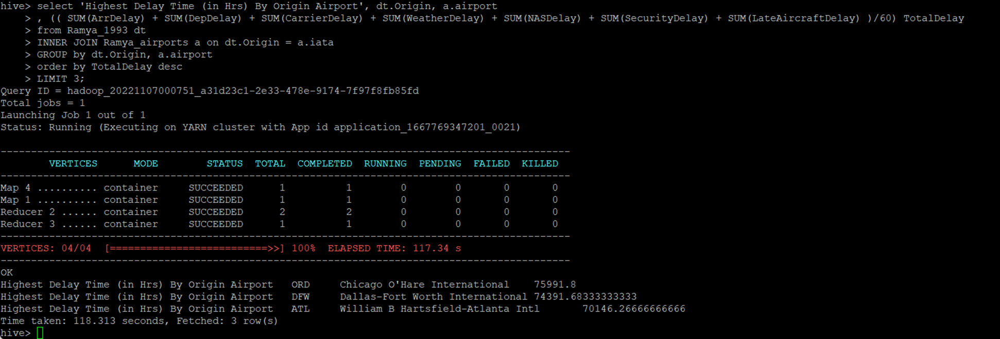 hive> select 'Highest Delay Time (in Hrs) By Origin Airport', dt.Origin, a.airport
    > , (( SUM(ArrDelay) + SUM(DepDelay) + SUM(CarrierDelay) + SUM(WeatherDelay) + SUM(NASDelay) + SUM(SecurityDelay) + SUM(LateAircraftDelay) )/60) TotalDelay
    > from Ramya_1993 dt
    > INNER JOIN Ramya_airports a on dt.Origin = a.iata
    > GROUP by dt.Origin, a.airport
    > order by TotalDelay desc
    > LIMIT 3;
Query ID = hadoop_20221107000751_a31d23c1-2e33-478e-9174-7f97f8fb85fd
Total jobs = 1
Launching Job 1 out of 1
Status: Running (Executing on YARN cluster with App id application_1667769347201_0021)
----------------------------------------------------------------------------------------------
        VERTICES      MODE        STATUS  TOTAL  COMPLETED  RUNNING  PENDING  FAILED  KILLED
----------------------------------------------------------------------------------------------
Map 4 .......... container     SUCCEEDED      1          1        0        0       0       0
Map 1 .......... container     SUCCEEDED      1          1        0        0       0       0
Reducer 2 ...... container     SUCCEEDED      2          2        0        0       0       0
Reducer 3 ...... container     SUCCEEDED      1          1        0        0       0       0
----------------------------------------------------------------------------------------------
VERTICES: 04/04  [==========================>>] 100%  ELAPSED TIME: 117.34 s
----------------------------------------------------------------------------------------------
OK
Highest Delay Time (in Hrs) By Origin Airport   ORD     Chicago O'Hare International    75991.8
Highest Delay Time (in Hrs) By Origin Airport   DFW     Dallas-Fort Worth International 74391.68333333333
Highest Delay Time (in Hrs) By Origin Airport   ATL     William B Hartsfield-Atlanta Intl       70146.26666666666
Time taken: 118.313 seconds, Fetched: 3 row(s)
hive>